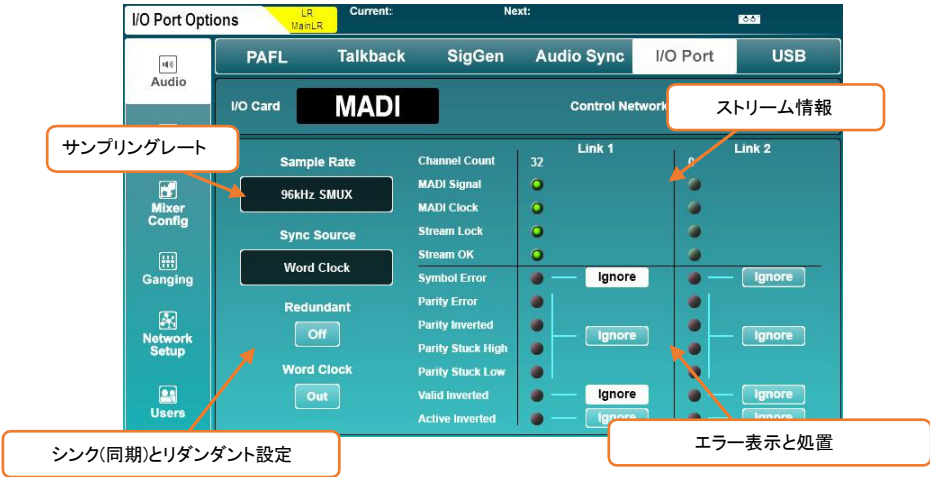 I/O Port Opti ons
LR
MainLR
Current:
Next:
PAFL
Talkback
SigGen
Audio Sync
I/O Port
USB
Audio
I/O Card
MADI
Control Network
ストリーム情報
サンプリングレート
Mixer
Config
Ganging
Network
Setup
Users
Sample Rate
96kHz SMUX
Sync Source
Word Clock
Redundant
Off
Word Clock
Out
Link 1
Link 2
Channel Count 32 0
MADI Signal
MADI Clock
Stream Lock
Stream OK
Symbol Error Ignore Ignore
Parity Error
Parity Inverted
Ignore Ignore
Parity Stuck High
Parity Stuck Low
Valid Inverted Ignore Ignore
Active Inverted Ignore Ignore
シンク(同期)とリダンダント設定
エラー表示と処置